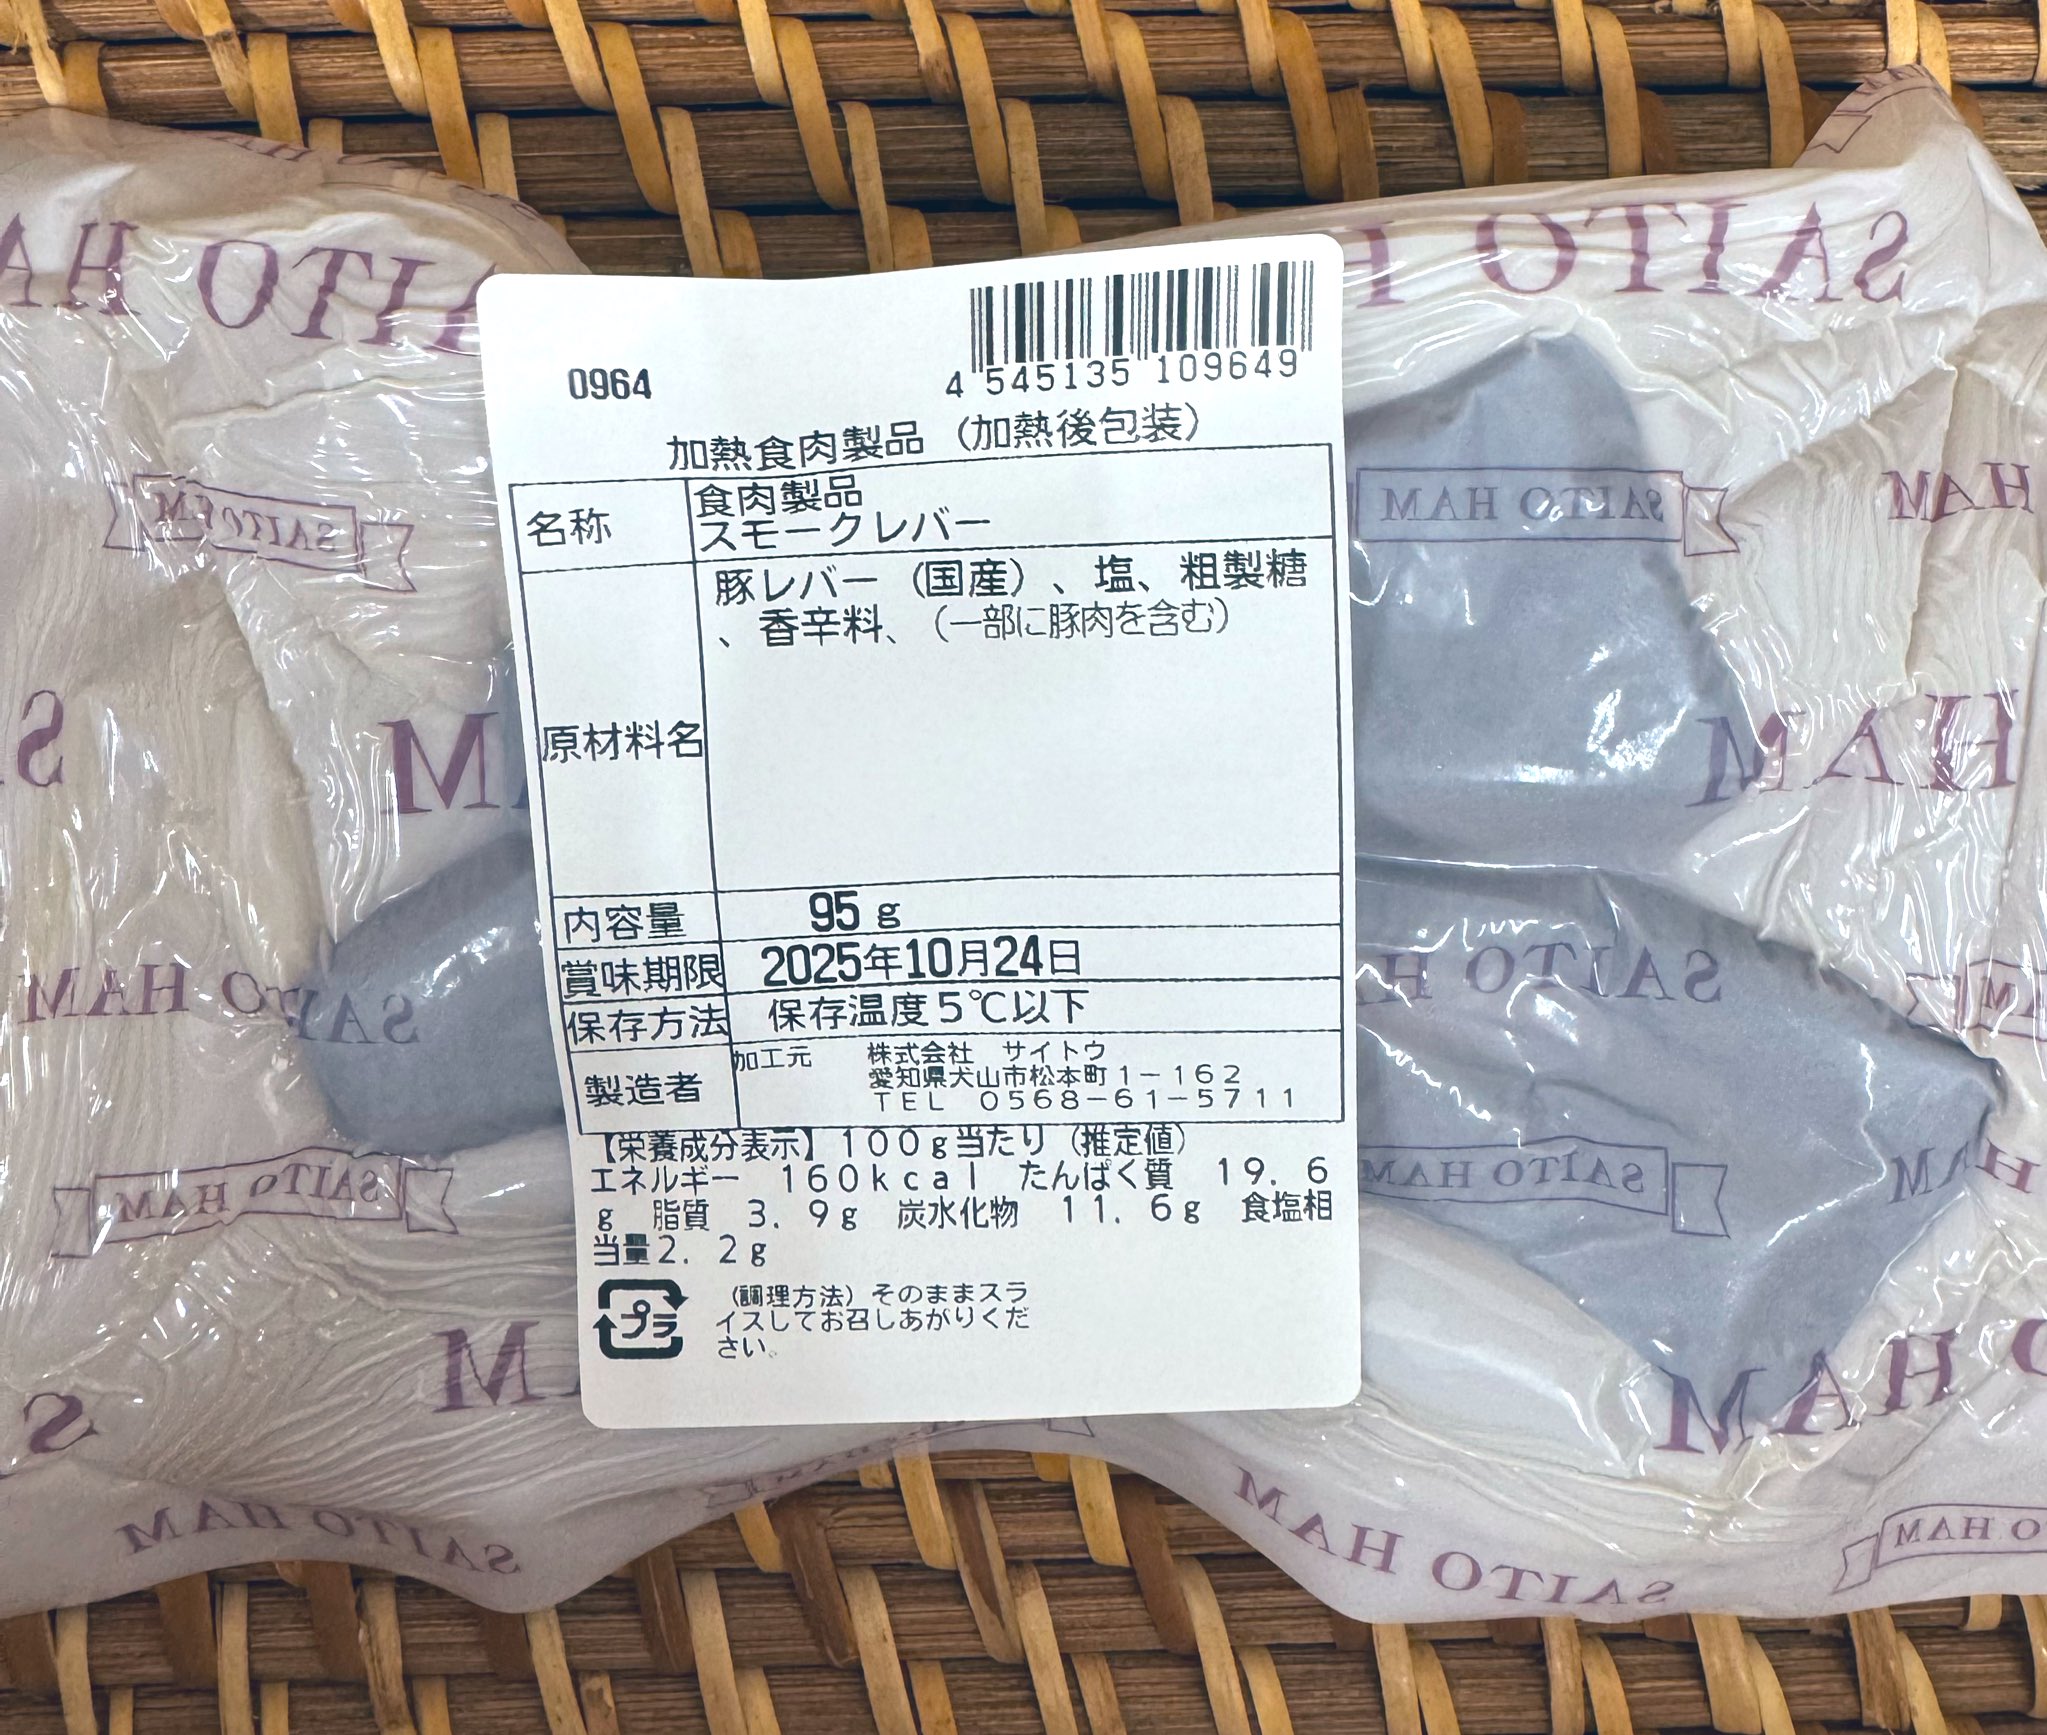 0964
4 545135 109649
加熱食肉製品（加熱後包装）
名称
食肉製品
スモークレバー
原材料名
豚レバー（国産）、塩、粗製糖
、香辛料、（一部に豚肉を含む）
内容量 95 g
賞味期限 2025年10月24日
保存方法 保存温度5℃以下
製造者
加工元 株式会社 サイトウ
愛知県犬山市松本町1－162
TEL 0568－61－5711
【栄養成分表示】100g当たり（推定値）
エネルギー 160kcal たんぱく質 19．6
g 脂質 3．9g 炭水化物 11．6g 食塩相
当量2．2g
プラ
（調理方法）そのままスラ
イスしてお召しあがりくだ
さい。
SAITO HAM
SAITO HAM
SAITO HAM
SAITO HAM
SAITO HAM
SAITO HAM
SAITO HAM